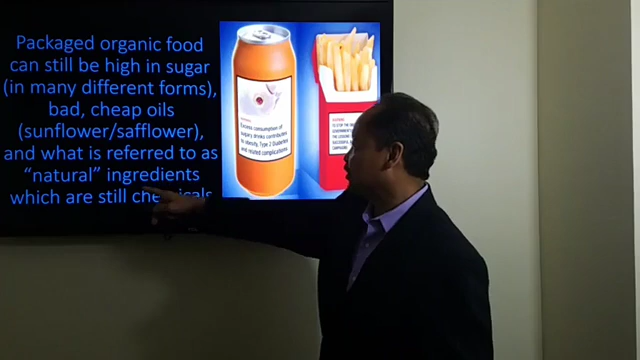 Packaged organic food
can still be high in sugar
(in many different forms),
bad, cheap oils
(sunflower/safflower),
and what is referred to as
“natural” ingredients
which are still chemicals
Excess consumption of
sugary drinks contributes
to obesity, Type 2 Diabetes
and related complications.